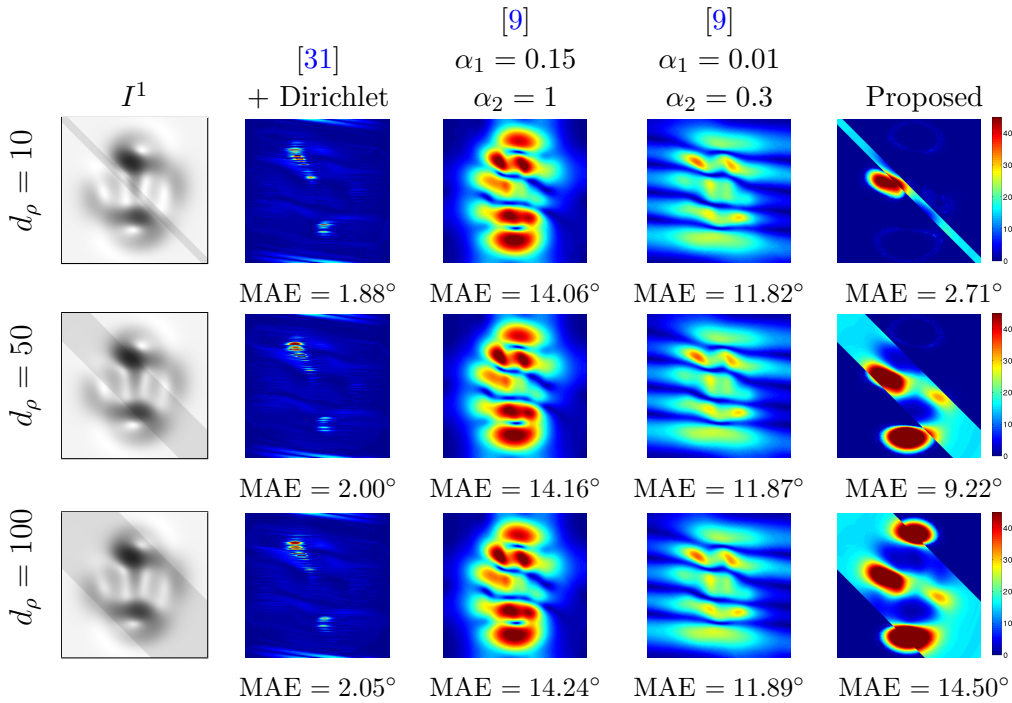 [9] [9]
[31] α₁ = 0.15 α₁ = 0.01
I¹ + Dirichlet α₂ = 1 α₂ = 0.3 Proposed
d_ρ = 10
40
30
20
10
0
MAE = 1.88° MAE = 14.06° MAE = 11.82° MAE = 2.71°
d_ρ = 50
40
30
20
10
0
MAE = 2.00° MAE = 14.16° MAE = 11.87° MAE = 9.22°
d_ρ = 100
40
30
20
10
0
MAE = 2.05° MAE = 14.24° MAE = 11.89° MAE = 14.50°